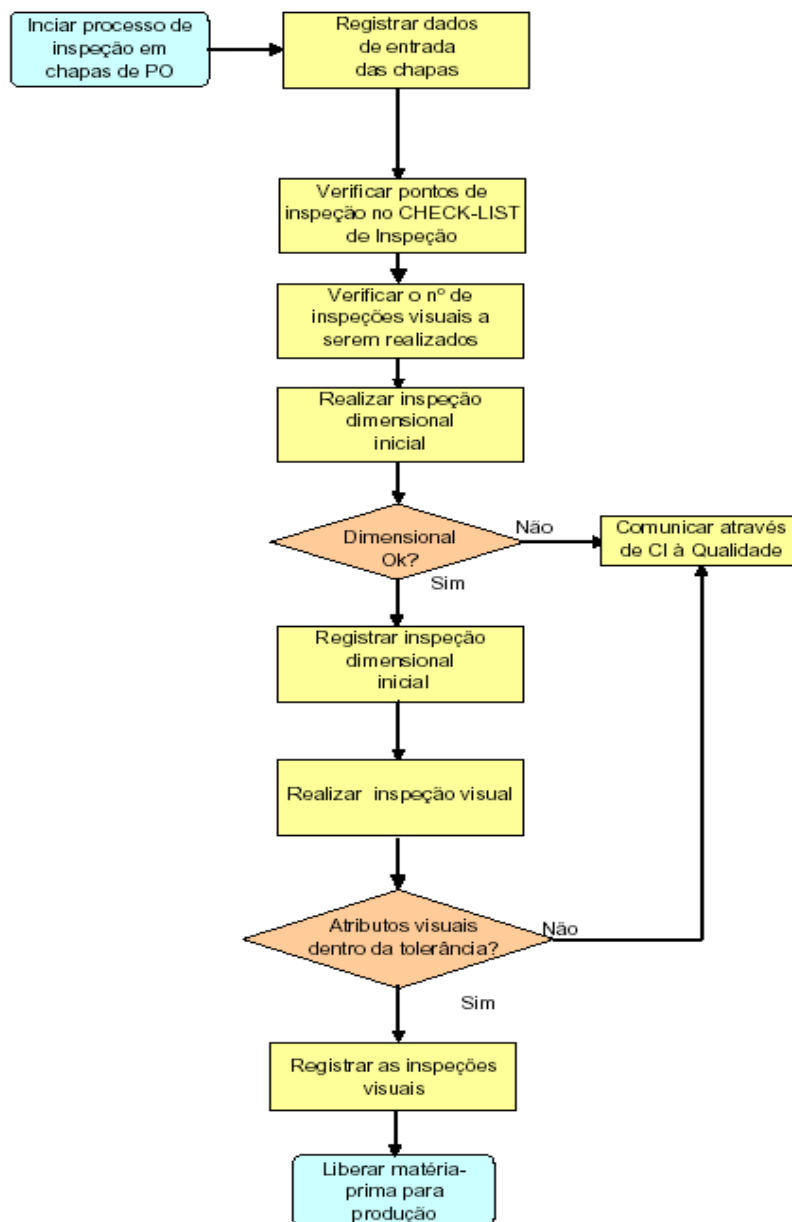 Inciar processo de
inspeção em
chapas de PO
Registrar dados
de entrada
das chapas
Verificar pontos de
inspeção no CHECK-LIST
de Inspeção
Verificar o nº de
inspeções visuais a
serem realizados
Realizar inspeção
dimensional
inicial
Dimensional
Ok?
Não
Comunicar através
de CI à Qualidade
Sim
Registrar inspeção
dimensional
inicial
Realizar inspeção visual
Atributos visuais
dentro da tolerância?
Não
Sim
Registrar as inspeções
visuais
Liberar matéria-
prima para
produção